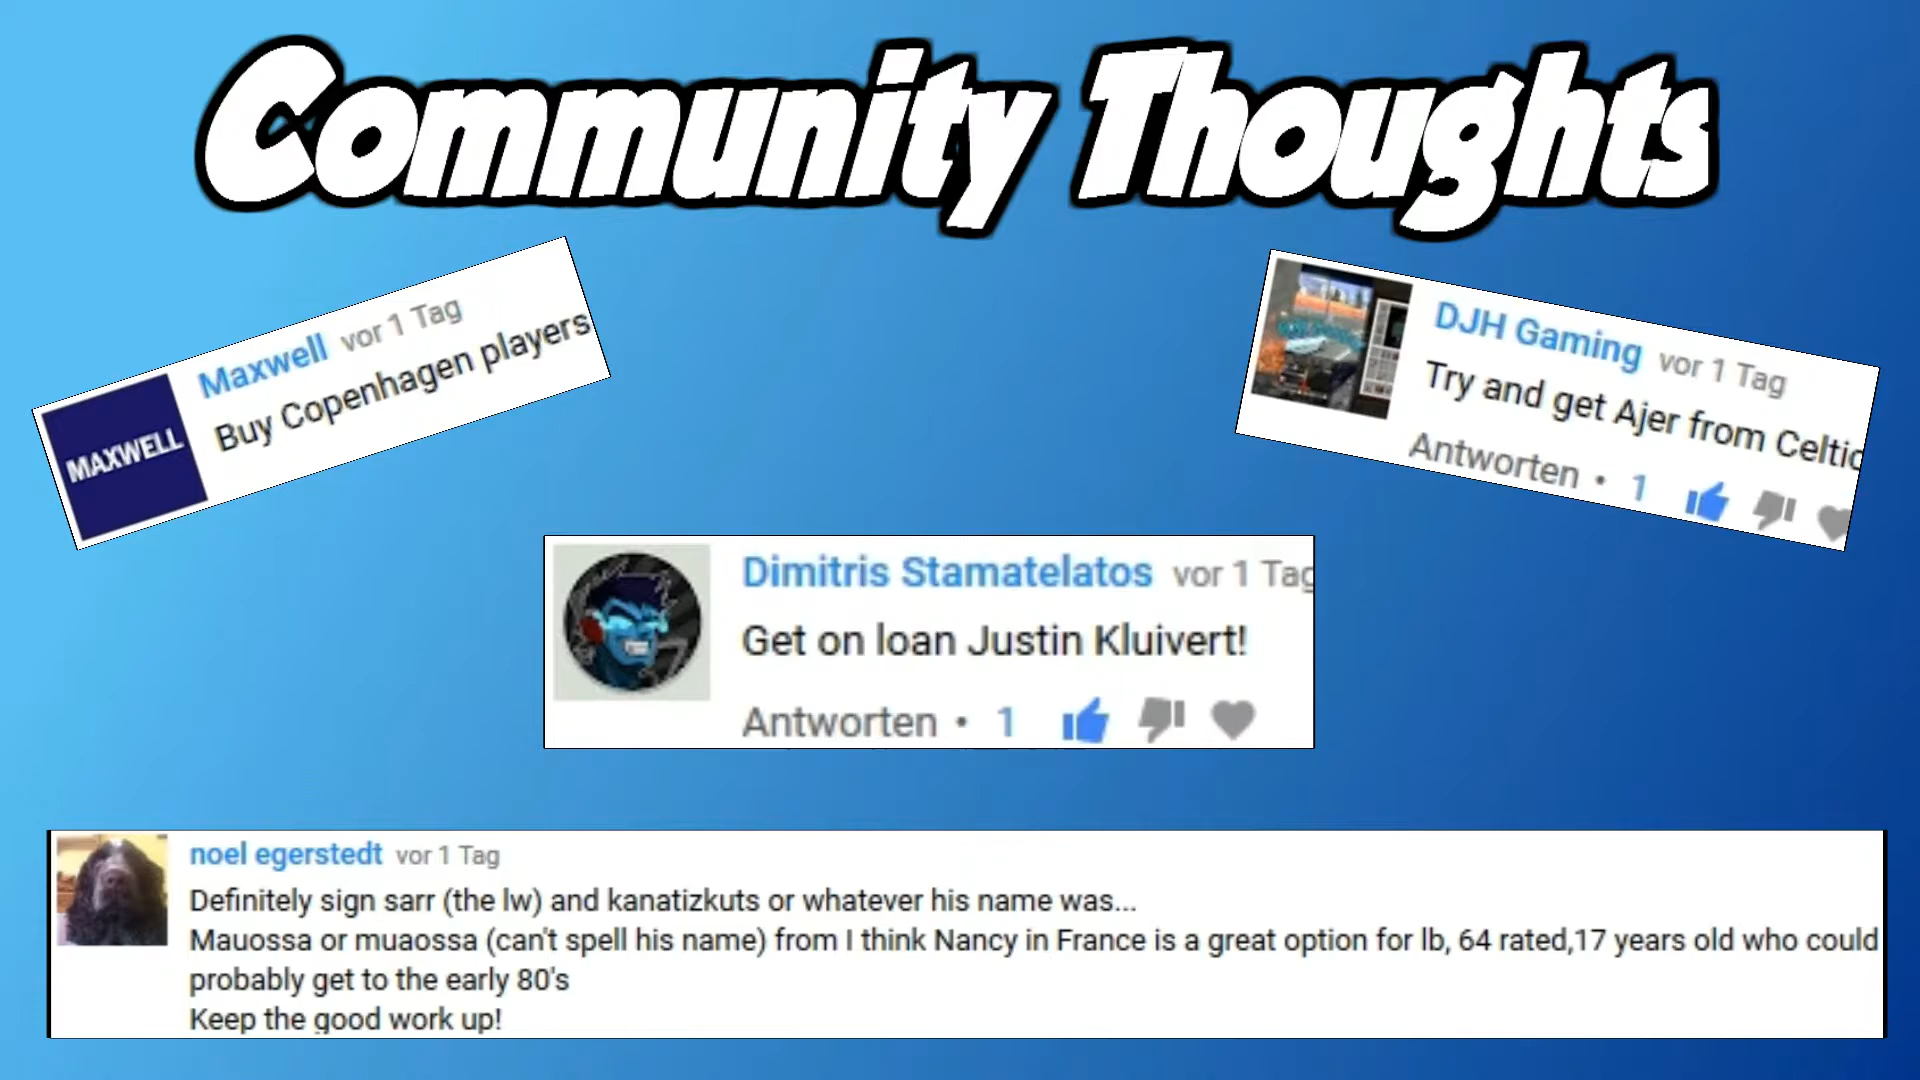 Community Thoughts
MAXWELL
Maxwell vor 1 Tag
Buy Copenhagen players
DJH Gaming vor 1 Tag
Try and get Ajer from Celtic
Antworten • 1
Dimitris Stamatelatos vor 1 Tag
Get on loan Justin Kluivert!
Antworten • 1
noel egerstedt vor 1 Tag
Definitely sign sarr (the lw) and kanatizkuts or whatever his name was...
Mauossa or muaossa (can't spell his name) from I think Nancy in France is a great option for lb, 64 rated,17 years old who could
probably get to the early 80's
Keep the good work up!